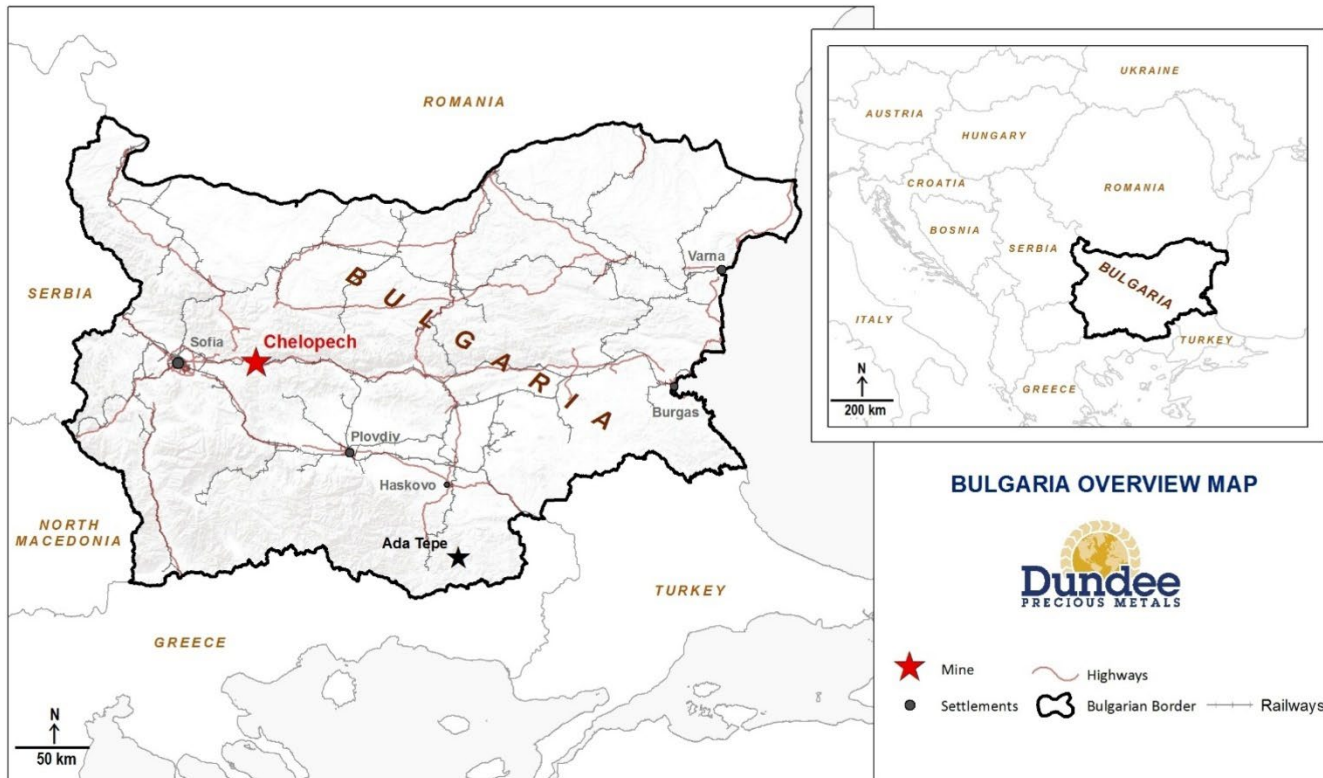 ROMANIA
SERBIA
BULGARIA
Varna
Sofia
Chelopech
Burgas
Plovdiv
Haskovo
NORTH
MACEDONIA
Ada Tepe
TURKEY
GREECE
N
50 km
UKRAINE
AUSTRIA
HUNGARY
CROATIA
ROMANIA
BOSNIA
SERBIA
BULGARIA
ITALY
TURKEY
N
GREECE
200 km
BULGARIA OVERVIEW MAP
Dundee
PRECIOUS METALS
Mine
Highways
Settlements
Bulgarian Border
Railways